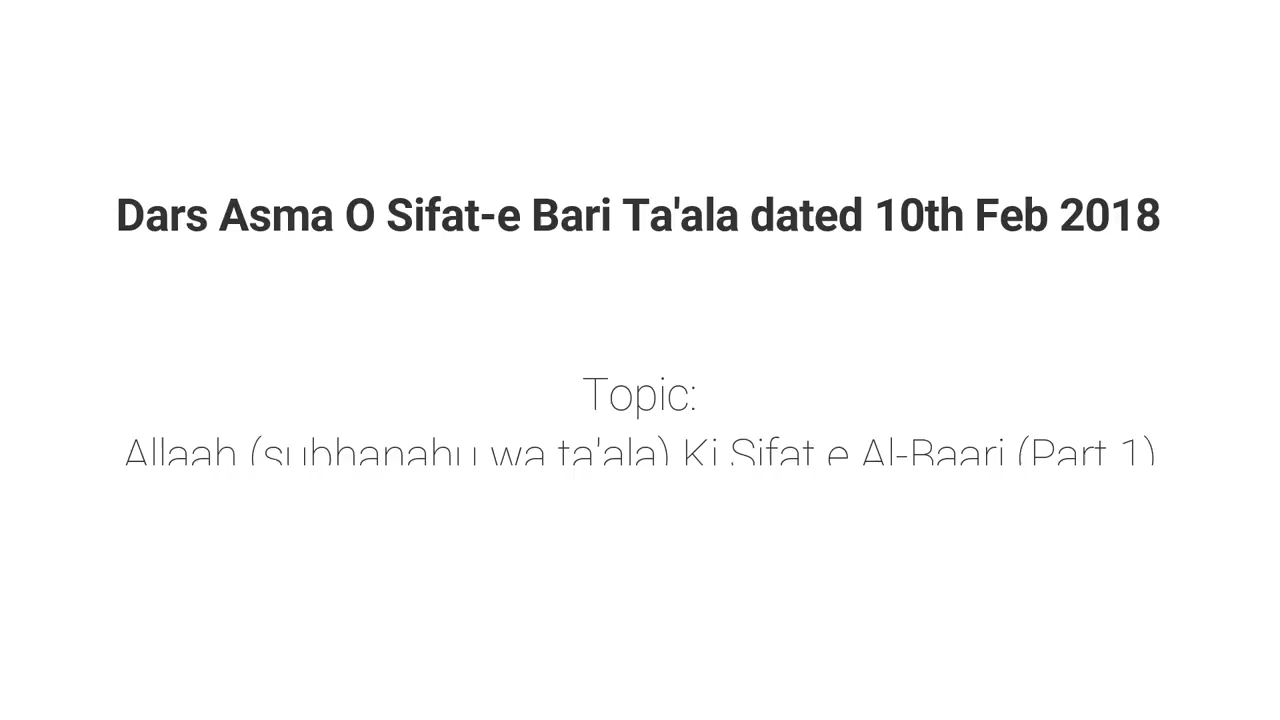 Dars Asma O Sifat-e Bari Ta'ala dated 10th Feb 2018
Topic:
Allaah (subhanahu wa ta'ala) Ki Sifat e Al-Baari (Part 1)